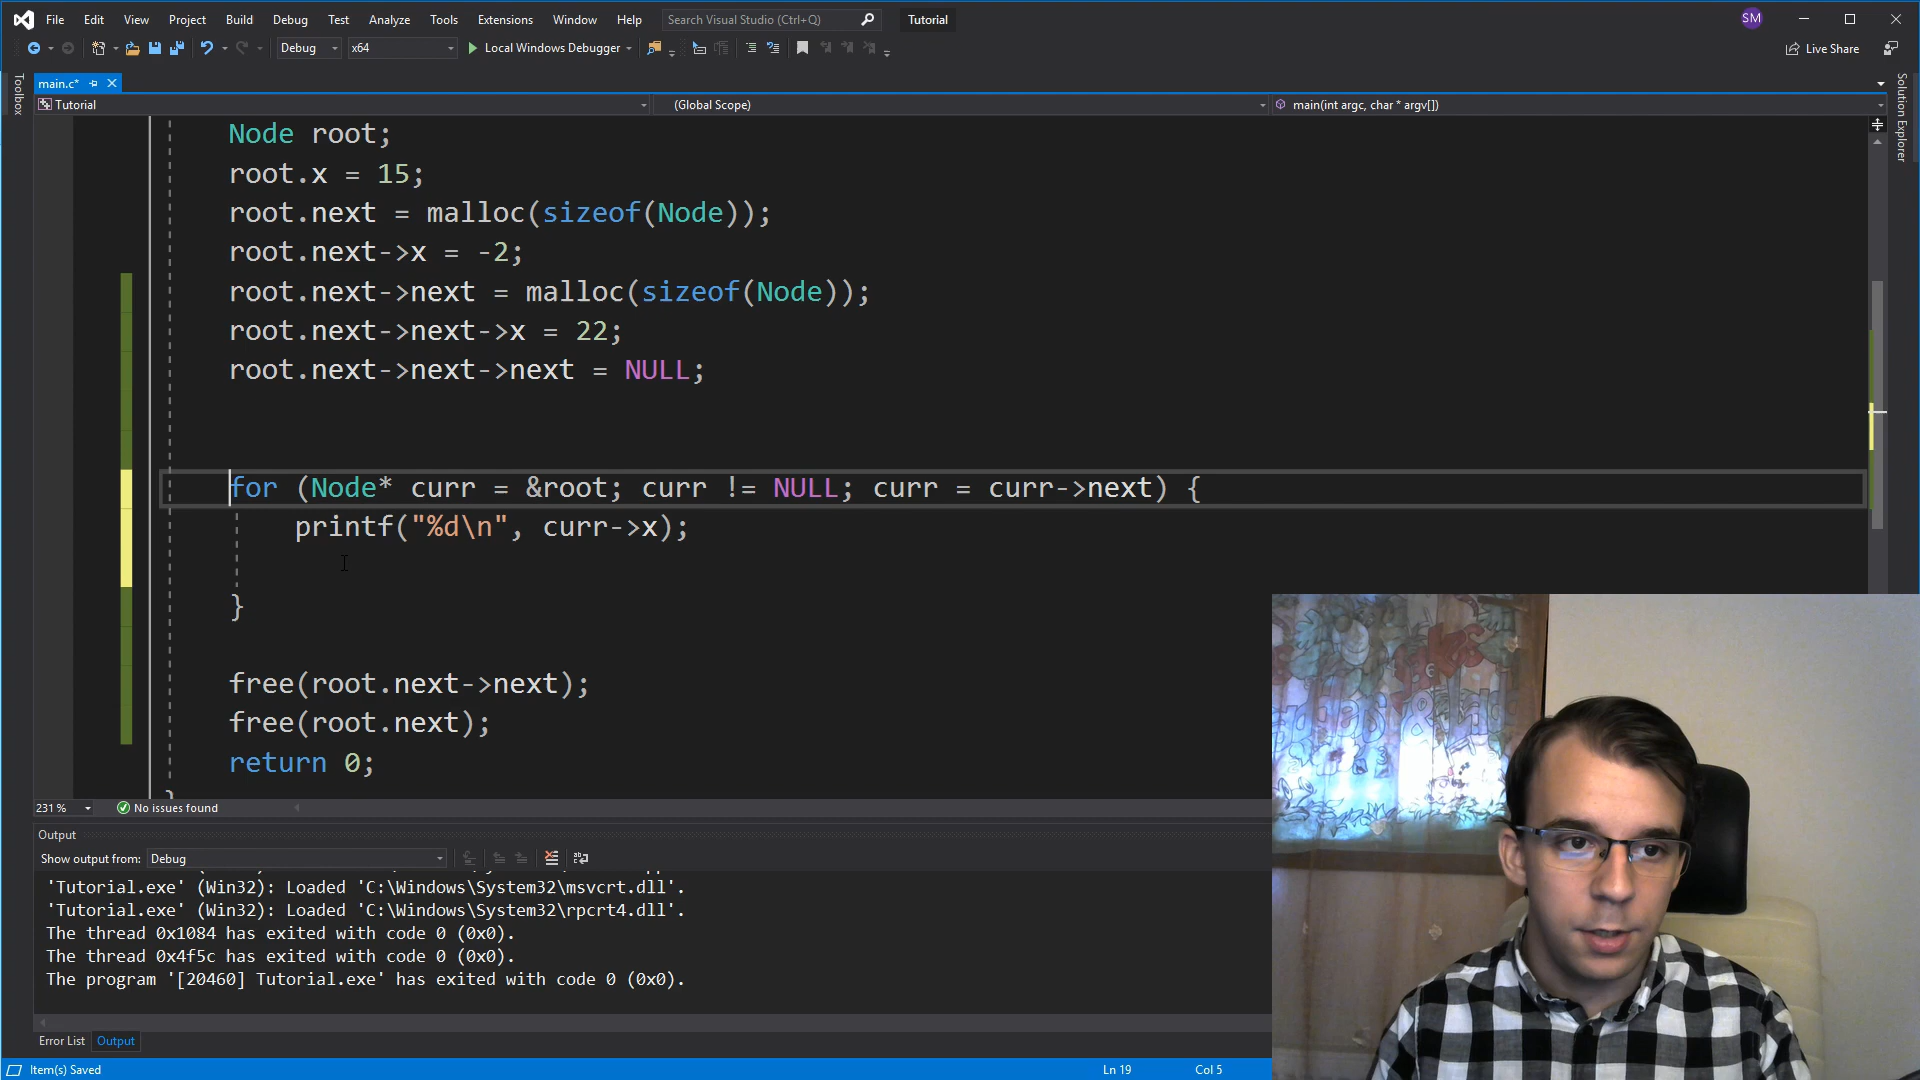 File Edit View Project Build Debug Test Analyze Tools Extensions Window Help Search Visual Studio (Ctrl+Q) Tutorial SM
Debug x64 Local Windows Debugger Live Share
Toolbox
main.c*
Solution Explorer
Tutorial (Global Scope) main(int argc, char * argv[])
Node root;
root.x = 15;
root.next = malloc(sizeof(Node));
root.next->x = -2;
root.next->next = malloc(sizeof(Node));
root.next->next->x = 22;
root.next->next->next = NULL;
for (Node* curr = &root; curr != NULL; curr = curr->next) {
printf("%d\n", curr->x);
}
free(root.next->next);
free(root.next);
return 0;
}
231 % No issues found
Output
Show output from: Debug
'Tutorial.exe' (Win32): Loaded 'C:\Windows\System32\msvcrt.dll'.
'Tutorial.exe' (Win32): Loaded 'C:\Windows\System32\rpcrt4.dll'.
The thread 0x1084 has exited with code 0 (0x0).
The thread 0x4f5c has exited with code 0 (0x0).
The program '[20460] Tutorial.exe' has exited with code 0 (0x0).
Error List Output
Item(s) Saved Ln 19 Col 5